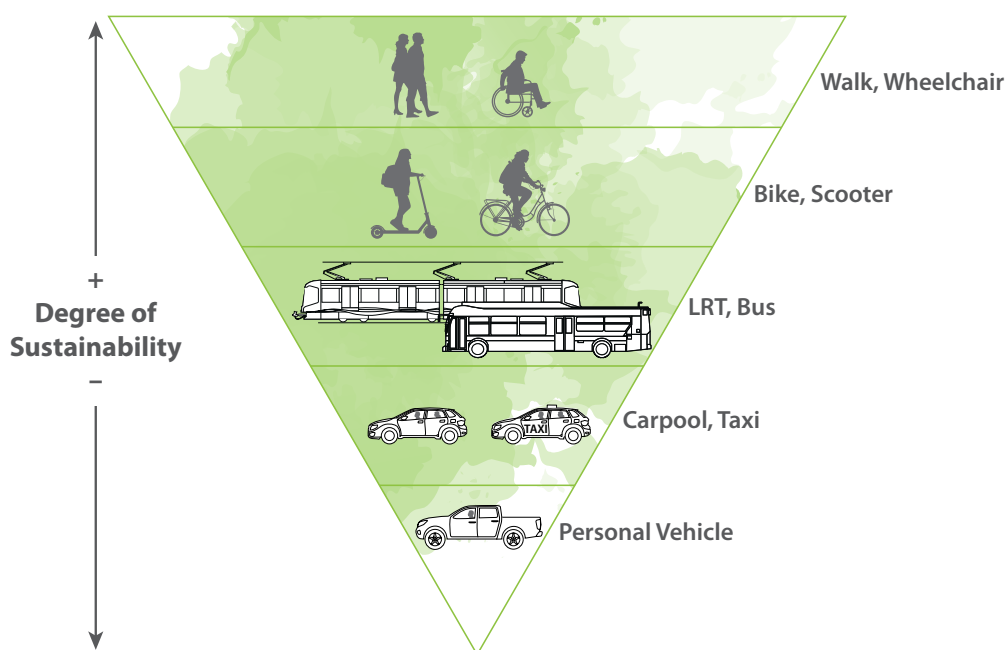 Walk, Wheelchair
Bike, Scooter
+
Degree of
Sustainability
–
LRT, Bus
TAXI
Carpool, Taxi
Personal Vehicle